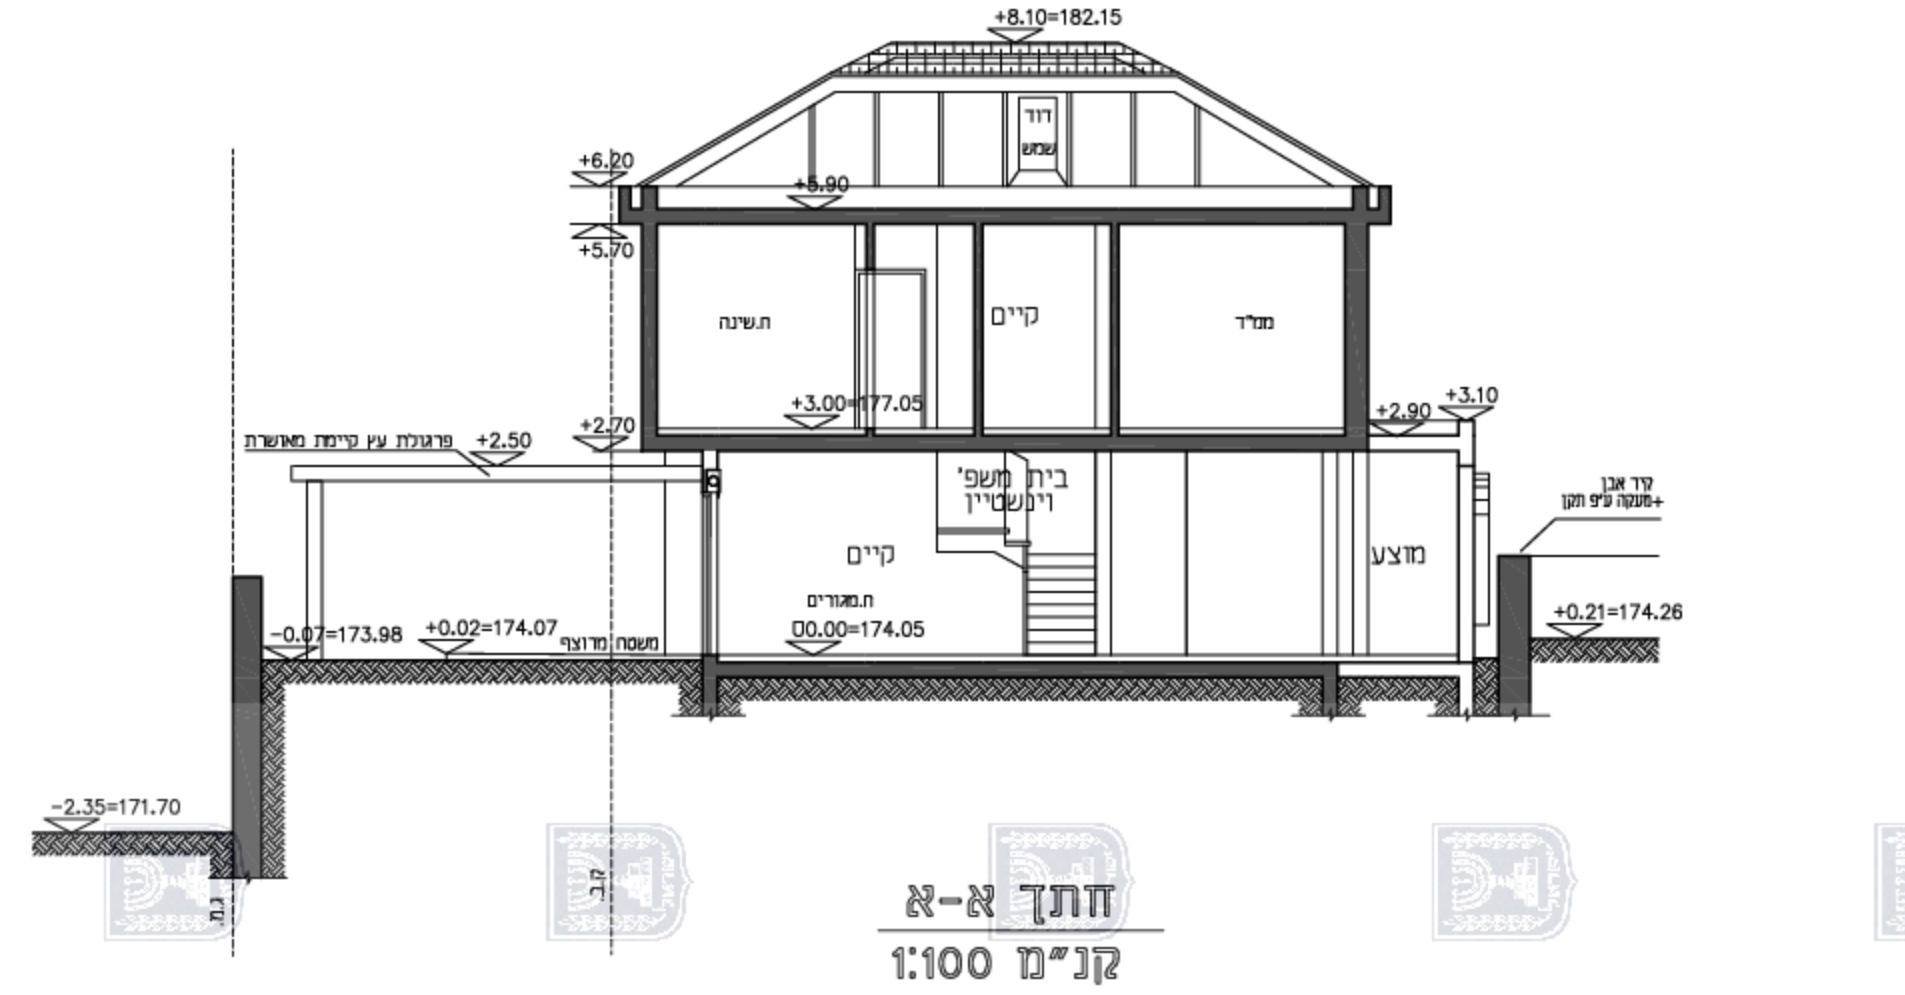 +8.10=182.15
דוד
שמש
+6.20
+5.90
+5.70
ח.שינה
קיים
ממ"ד
+3.00=177.05
+3.10
+2.90
+2.70
+2.50
פרגולת עץ קיימת מאושרת
בית משפ'
וינשטיין
קיר אבן
+מעקה ע"פ תקן
קיים
מוצע
ח.מגורים
0.00=174.05
+0.21=174.26
-0.07=173.98
+0.02=174.07
משטח מרוצף
-2.35=171.70
ג.מ.
ק.ב.
חתך א-א
קנ"מ 1:100